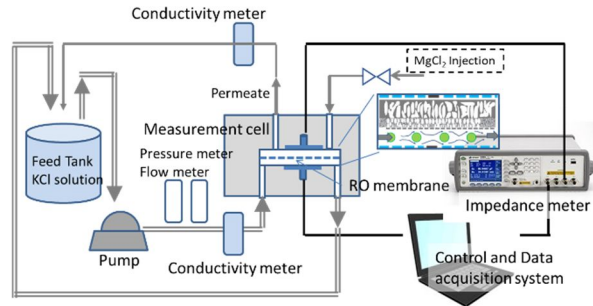 Conductivity meter
MgCl₂ Injection
Permeate
Measurement cell
Feed Tank
KCl solution
Pressure meter
Flow meter
RO membrane
Impedance meter
Pump
Conductivity meter
Control and Data
acquisition system